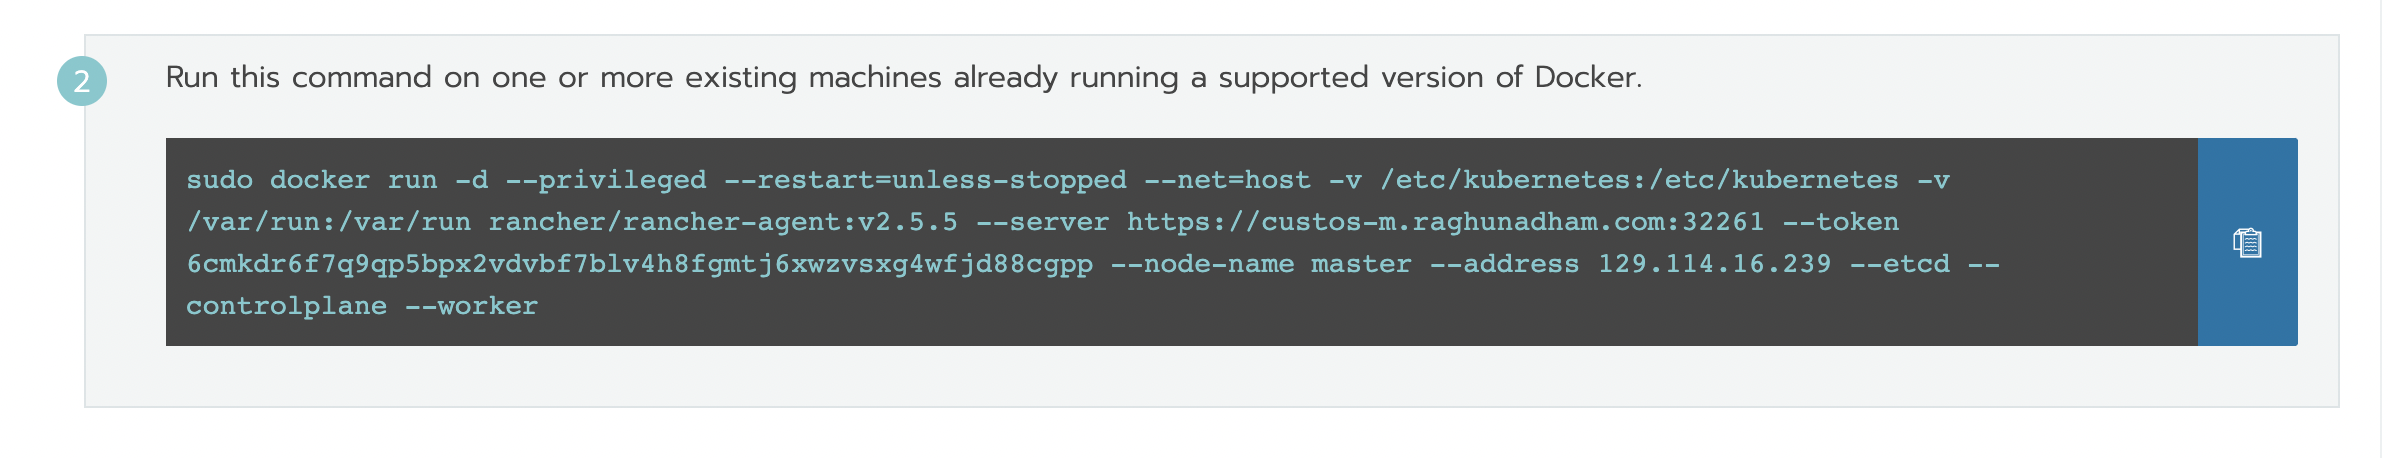 2
Run this command on one or more existing machines already running a supported version of Docker.
sudo docker run -d --privileged --restart=unless-stopped --net=host -v /etc/kubernetes:/etc/kubernetes -v
/var/run:/var/run rancher/rancher-agent:v2.5.5 --server https://custos-m.raghunadham.com:32261 --token
6cmkdr6f7q9qp5bpx2vdvbf7blv4h8fgmtj6xwzvsxg4wfjd88cgpp --node-name master --address 129.114.16.239 --etcd --
controlplane --worker